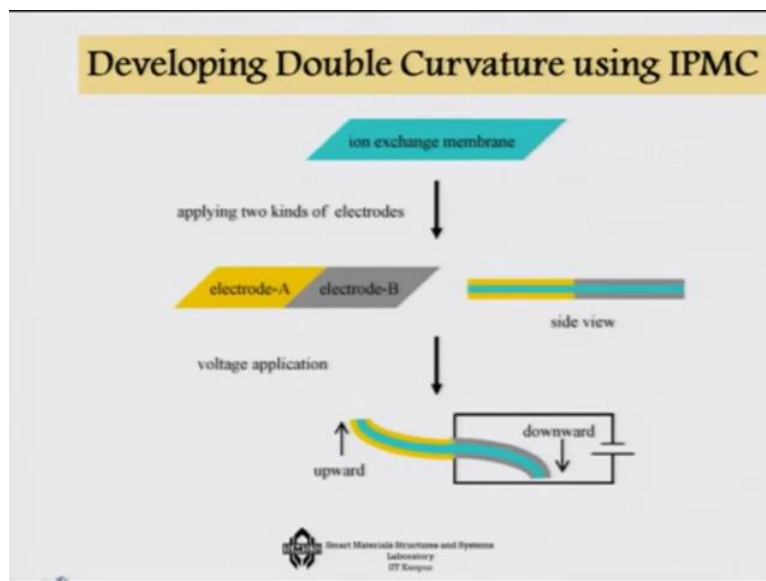 Developing Double Curvature using IPMC
ion exchange membrane
applying two kinds of electrodes
electrode-A electrode-B
side view
voltage application
downward
upward
Smart Materials Structures and Systems
Laboratory
IIT Kanpur